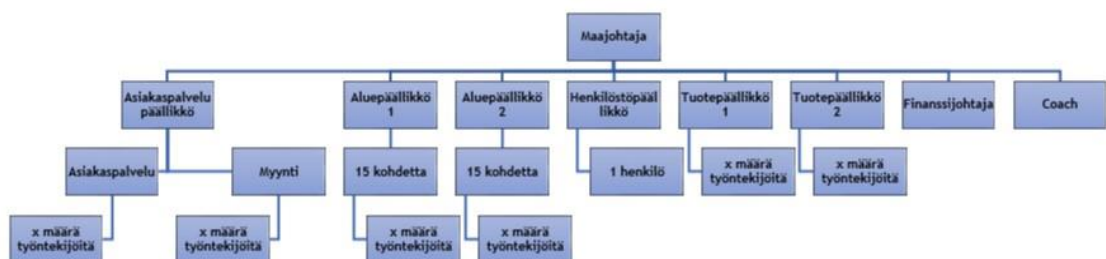 Maajohtaja
Asiakaspalvelu
päällikkö
Aluepäällikkö
1
Aluepäällikkö
2
Henkilöstöpääl
likkö
Tuotepäällikkö
1
Tuotepäällikkö
2
Finanssijohtaja
Coach
Asiakaspalvelu
Myynti
15 kohdetta
15 kohdetta
1 henkilö
x määrä
työntekijöitä
x määrä
työntekijöitä
x määrä
työntekijöitä
x määrä
työntekijöitä
x määrä
työntekijöitä
x määrä
työntekijöitä